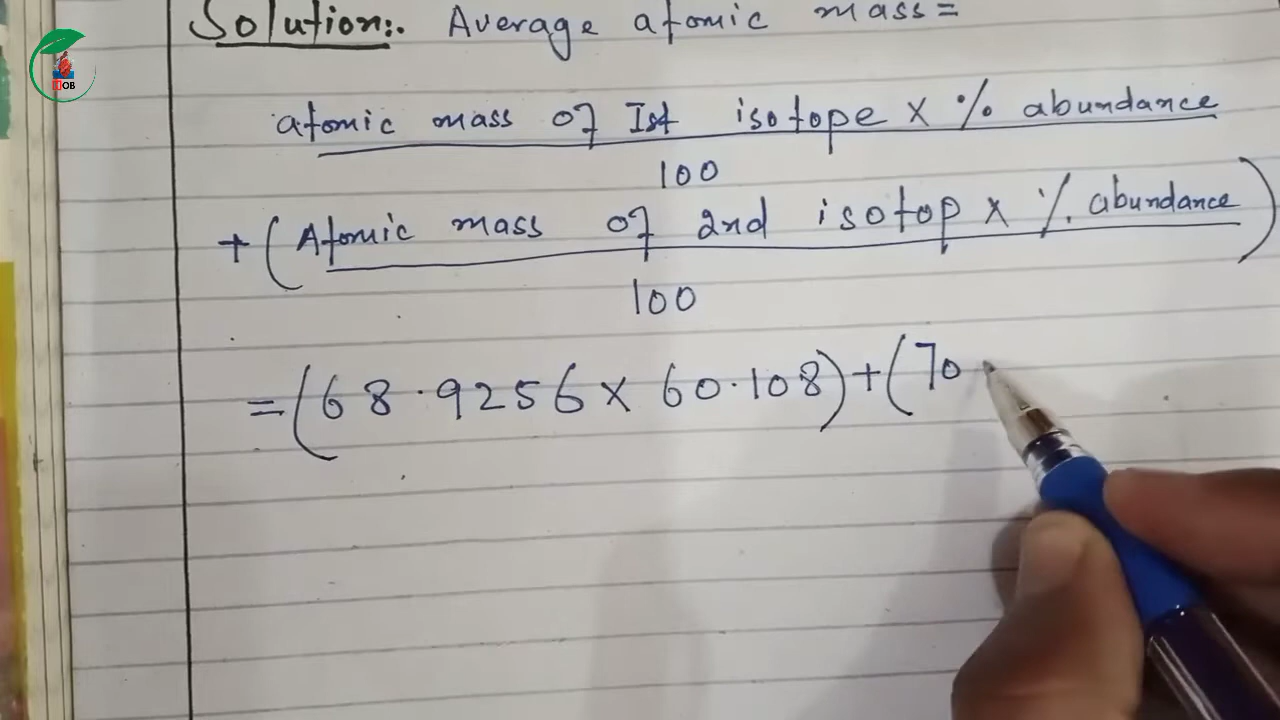 Solution:. Average atomic mass=
atomic mass of Ist isotope x % abundance
100
+ (Atomic mass of 2nd isotop x % abundance)
100
= (68.9256 x 60.108) + (70